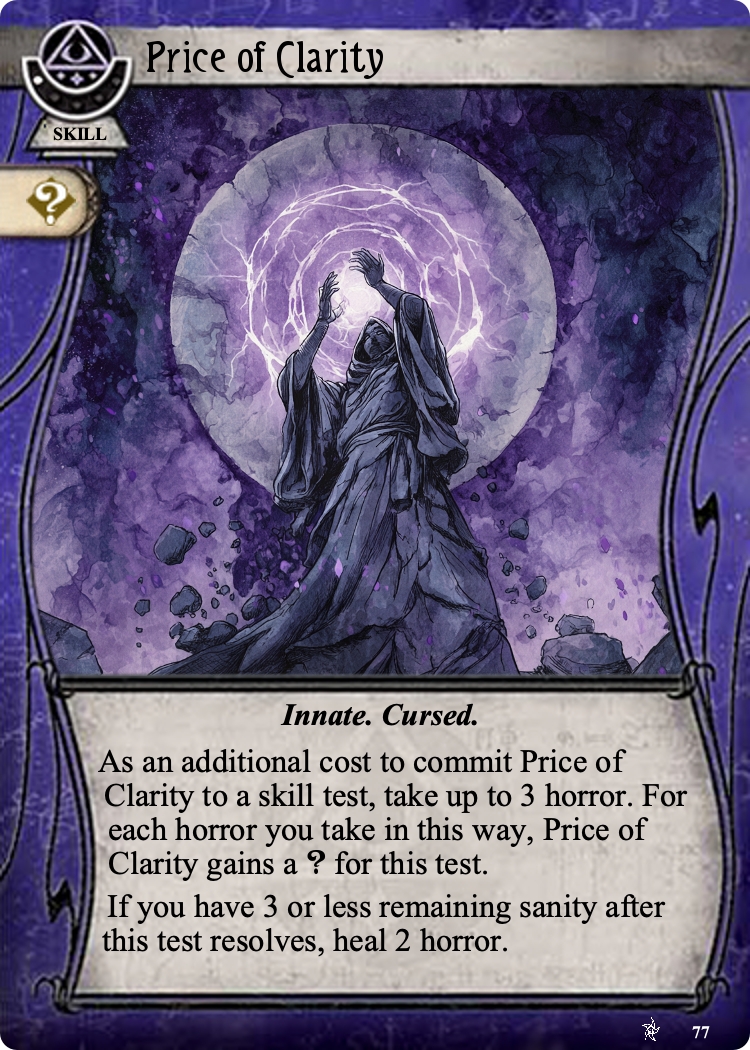 Price of Clarity
SKILL
?
Innate. Cursed.
As an additional cost to commit Price of
Clarity to a skill test, take up to 3 horror. For
each horror you take in this way, Price of
Clarity gains a ? for this test.
If you have 3 or less remaining sanity after
this test resolves, heal 2 horror.
77